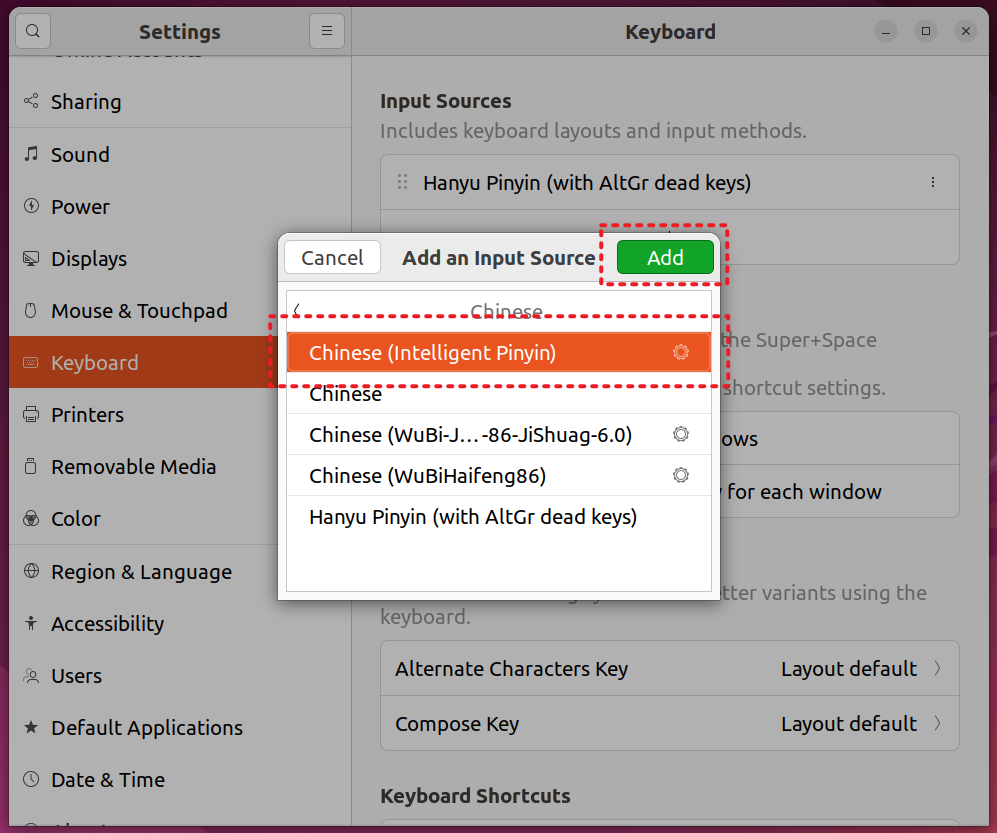 Settings
Keyboard
Sharing
Sound
Power
Displays
Mouse & Touchpad
Keyboard
Printers
Removable Media
Color
Region & Language
Accessibility
Users
Default Applications
Date & Time
Input Sources
Includes keyboard layouts and input methods.
Hanyu Pinyin (with AltGr dead keys)
Cancel
Add an Input Source
Add
Chinese
Chinese (Intelligent Pinyin)
Chinese
Chinese (WuBi-J…-86-JiShuag-6.0)
Chinese (WuBiHaifeng86)
Hanyu Pinyin (with AltGr dead keys)
the Super+Space
shortcut settings.
for each window
variants using the
keyboard.
Alternate Characters Key Layout default
Compose Key Layout default
Keyboard Shortcuts